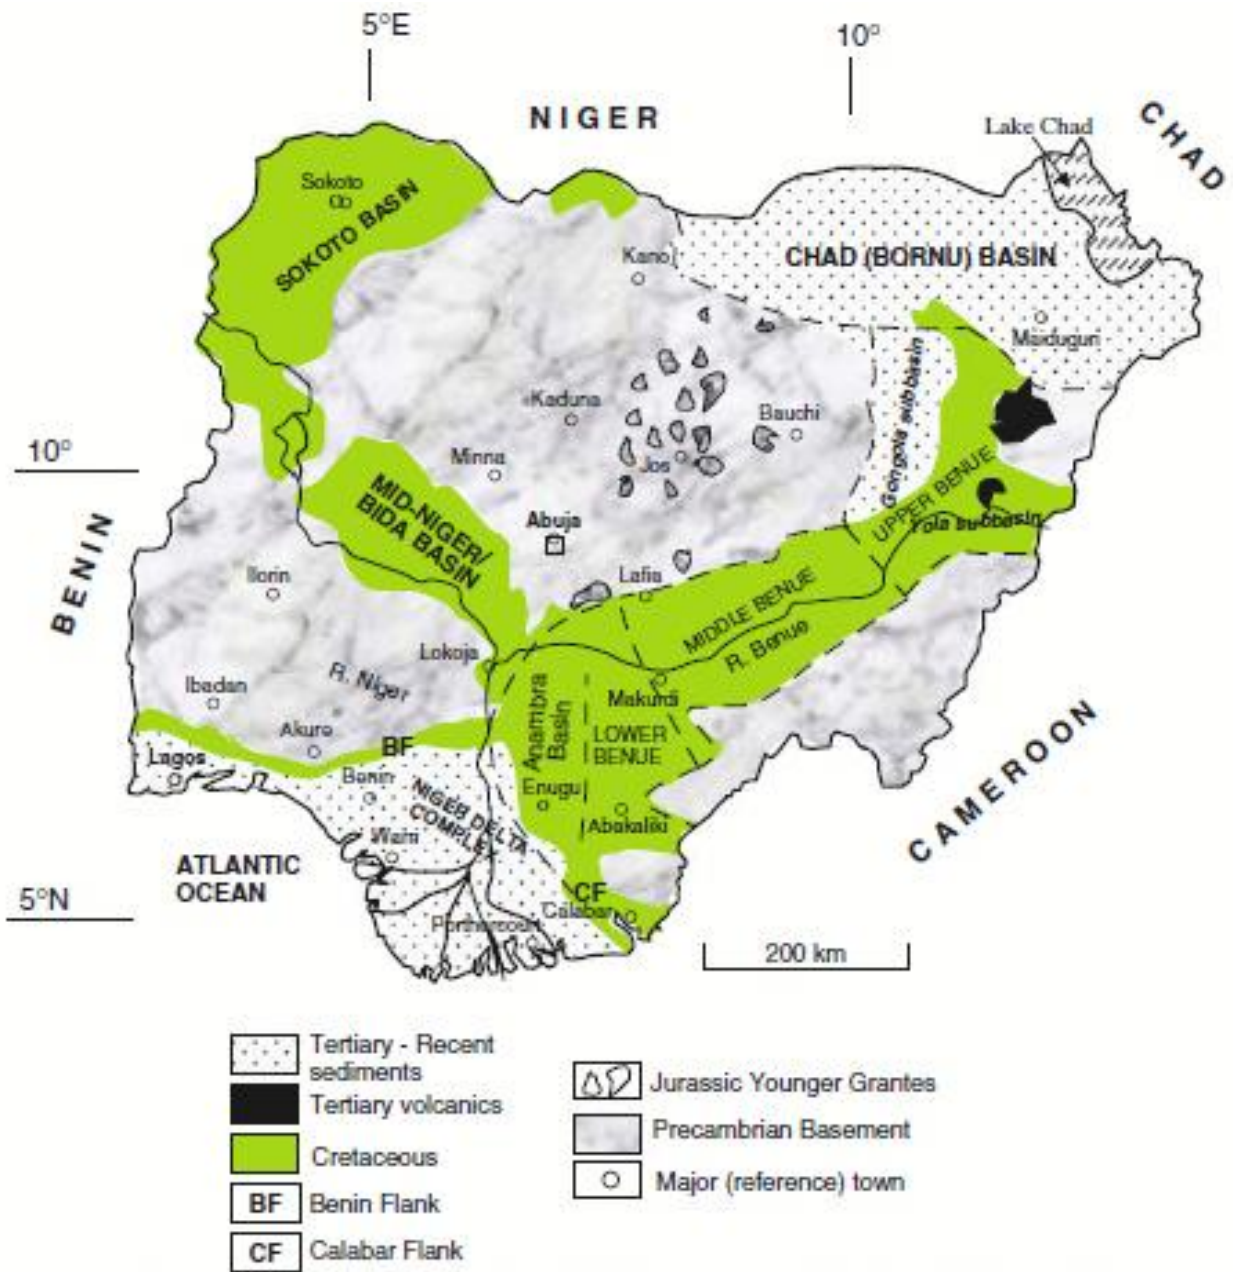 5°E
10°
NIGER
CHAD
Lake Chad
Sokoto
SOKOTO BASIN
Kano
CHAD (BORNU) BASIN
Maiduguri
Gongola subbasin
Kaduna
Bauchi
10°
Minna
Jos
MID-NIGER/
BIDA BASIN
Abuja
UPPER BENUE
Yola subbasin
BENIN
Ilorin
Lafia
MIDDLE BENUE
R. Benue
Lokoja
R. Niger
Ibadan
Makurdi
Anambra
Basin
Akure
BF
LOWER
BENUE
Lagos
Benin
Enugu
NIGER DELTA
COMPLEX
Abakaliki
Warri
CAMEROON
ATLANTIC
OCEAN
5°N
CF
Calabar
Portharcourt
200 km
Tertiary - Recent
sediments
Tertiary volcanics
Cretaceous
BF Benin Flank
CF Calabar Flank
Jurassic Younger Grantes
Precambrian Basement
Major (reference) town